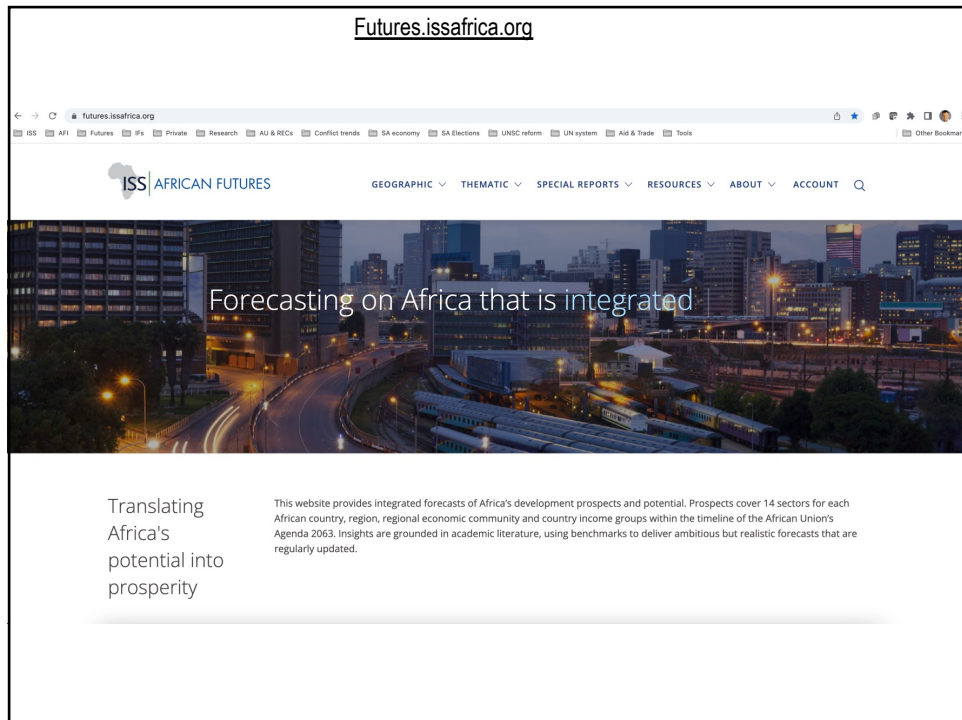 Futures.issafrica.org
futures.issafrica.org
ISS AFI Futures IFs Private Research AU & RECs Conflict trends SA economy SA Elections UNSC reform UN system Aid & Trade Tools Other Bookmar
ISS AFRICAN FUTURES GEOGRAPHIC THEMATIC SPECIAL REPORTS RESOURCES ABOUT ACCOUNT
Forecasting on Africa that is integrated
Translating
Africa's
potential into
prosperity
This website provides integrated forecasts of Africa's development prospects and potential. Prospects cover 14 sectors for each
African country, region, regional economic community and country income groups within the timeline of the African Union's
Agenda 2063. Insights are grounded in academic literature, using benchmarks to deliver ambitious but realistic forecasts that are
regularly updated.